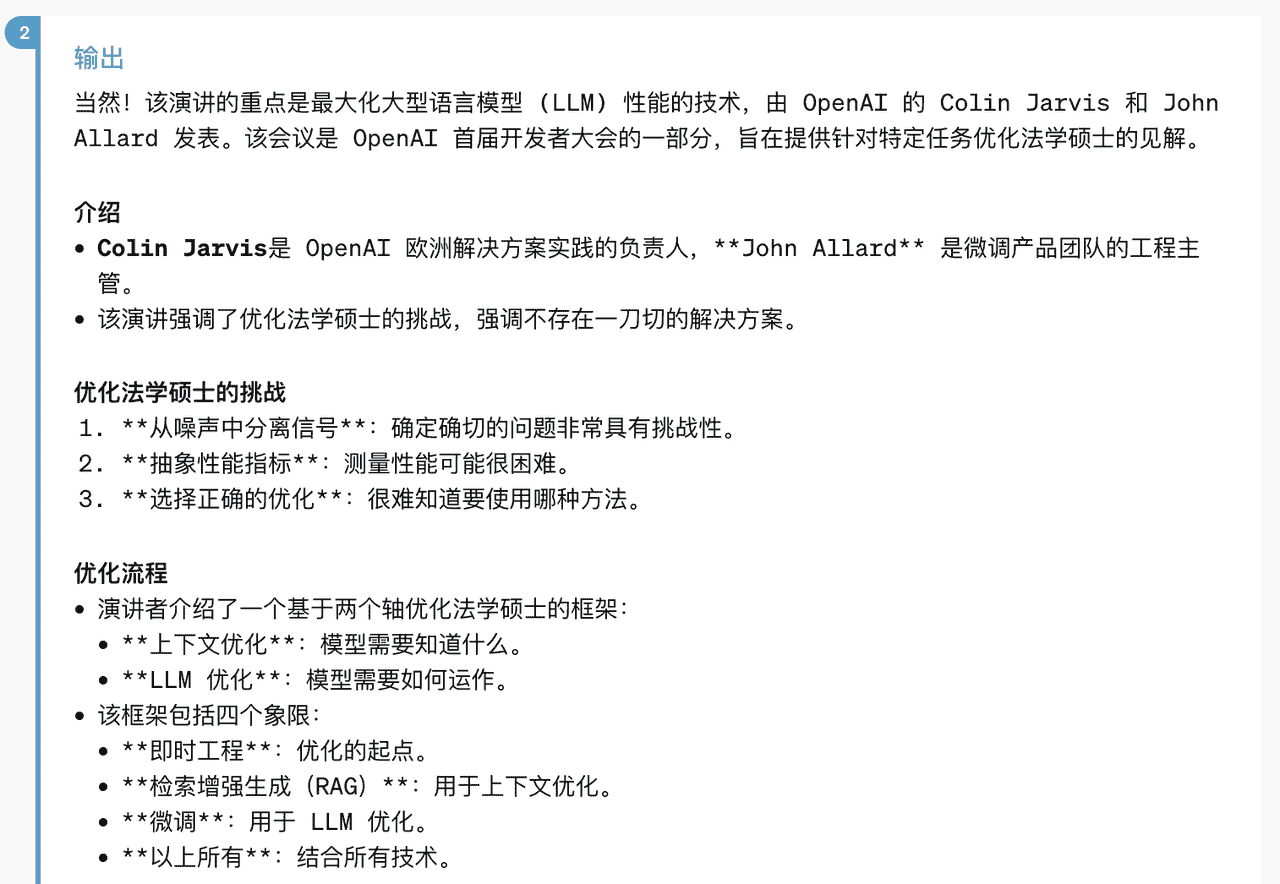 2
输出
当然！该演讲的重点是最大化大型语言模型 (LLM) 性能的技术，由 OpenAI 的 Colin Jarvis 和 John
Allard 发表。该会议是 OpenAI 首届开发者大会的一部分，旨在提供针对特定任务优化法学硕士的见解。
介绍
• Colin Jarvis是 OpenAI 欧洲解决方案实践的负责人，**John Allard** 是微调产品团队的工程主
管。
• 该演讲强调了优化法学硕士的挑战，强调不存在一刀切的解决方案。
优化法学硕士的挑战
1. **从噪声中分离信号**：确定确切的问题非常具有挑战性。
2. **抽象性能指标**：测量性能可能很困难。
3. **选择正确的优化**：很难知道要使用哪种方法。
优化流程
• 演讲者介绍了一个基于两个轴优化法学硕士的框架：
• **上下文优化**：模型需要知道什么。
• **LLM 优化**：模型需要如何运作。
• 该框架包括四个象限：
• **即时工程**：优化的起点。
• **检索增强生成（RAG）**：用于上下文优化。
• **微调**：用于 LLM 优化。
• **以上所有**：结合所有技术。